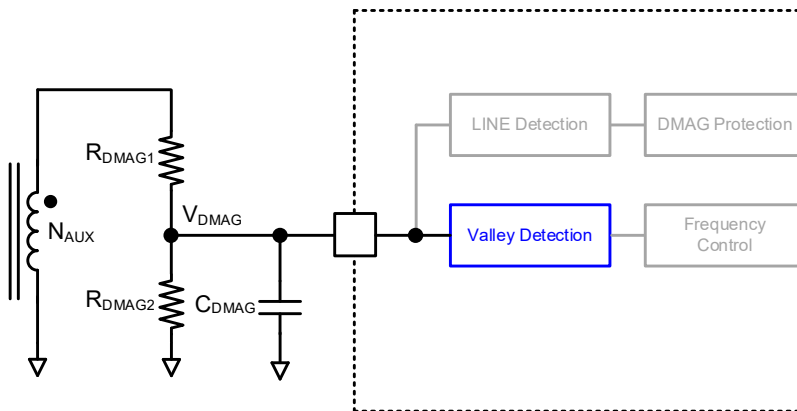 LINE Detection
DMAG Protection
RDMAG1
VDMAG
NAUX
Valley Detection
Frequency
Control
RDMAG2
CDMAG